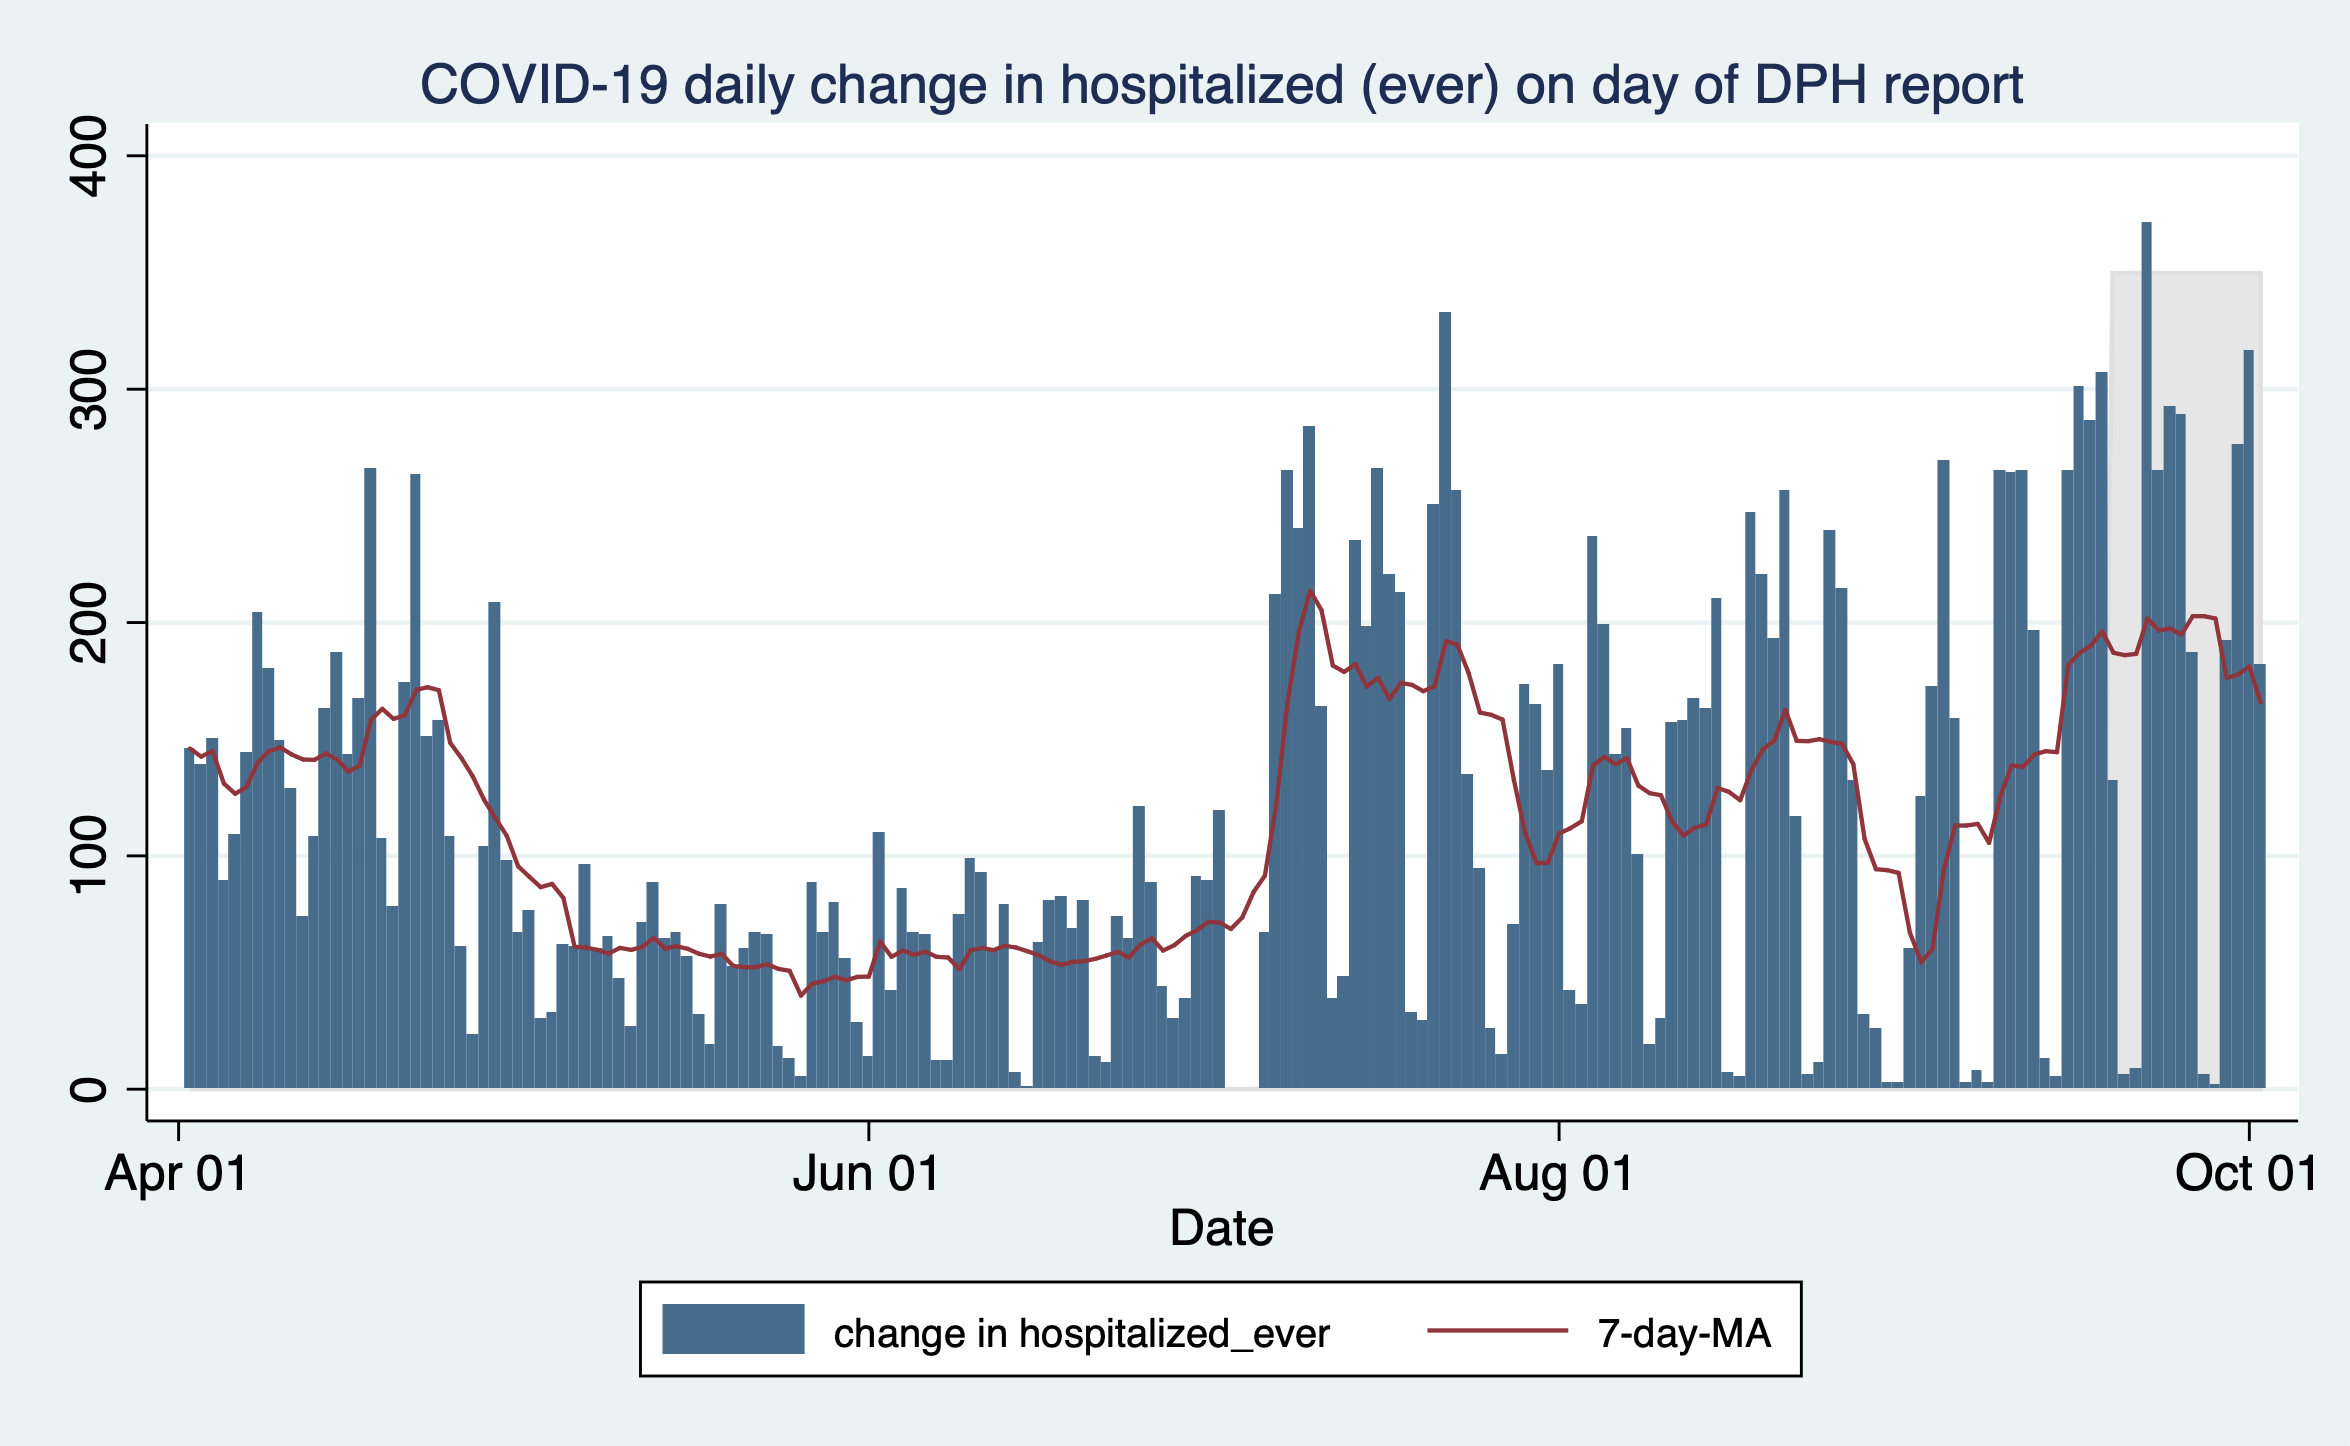 COVID-19 daily change in hospitalized (ever) on day of DPH report
400
300
200
100
0
Apr 01 Jun 01 Aug 01 Oct 01
Date
change in hospitalized_ever 7-day-MA